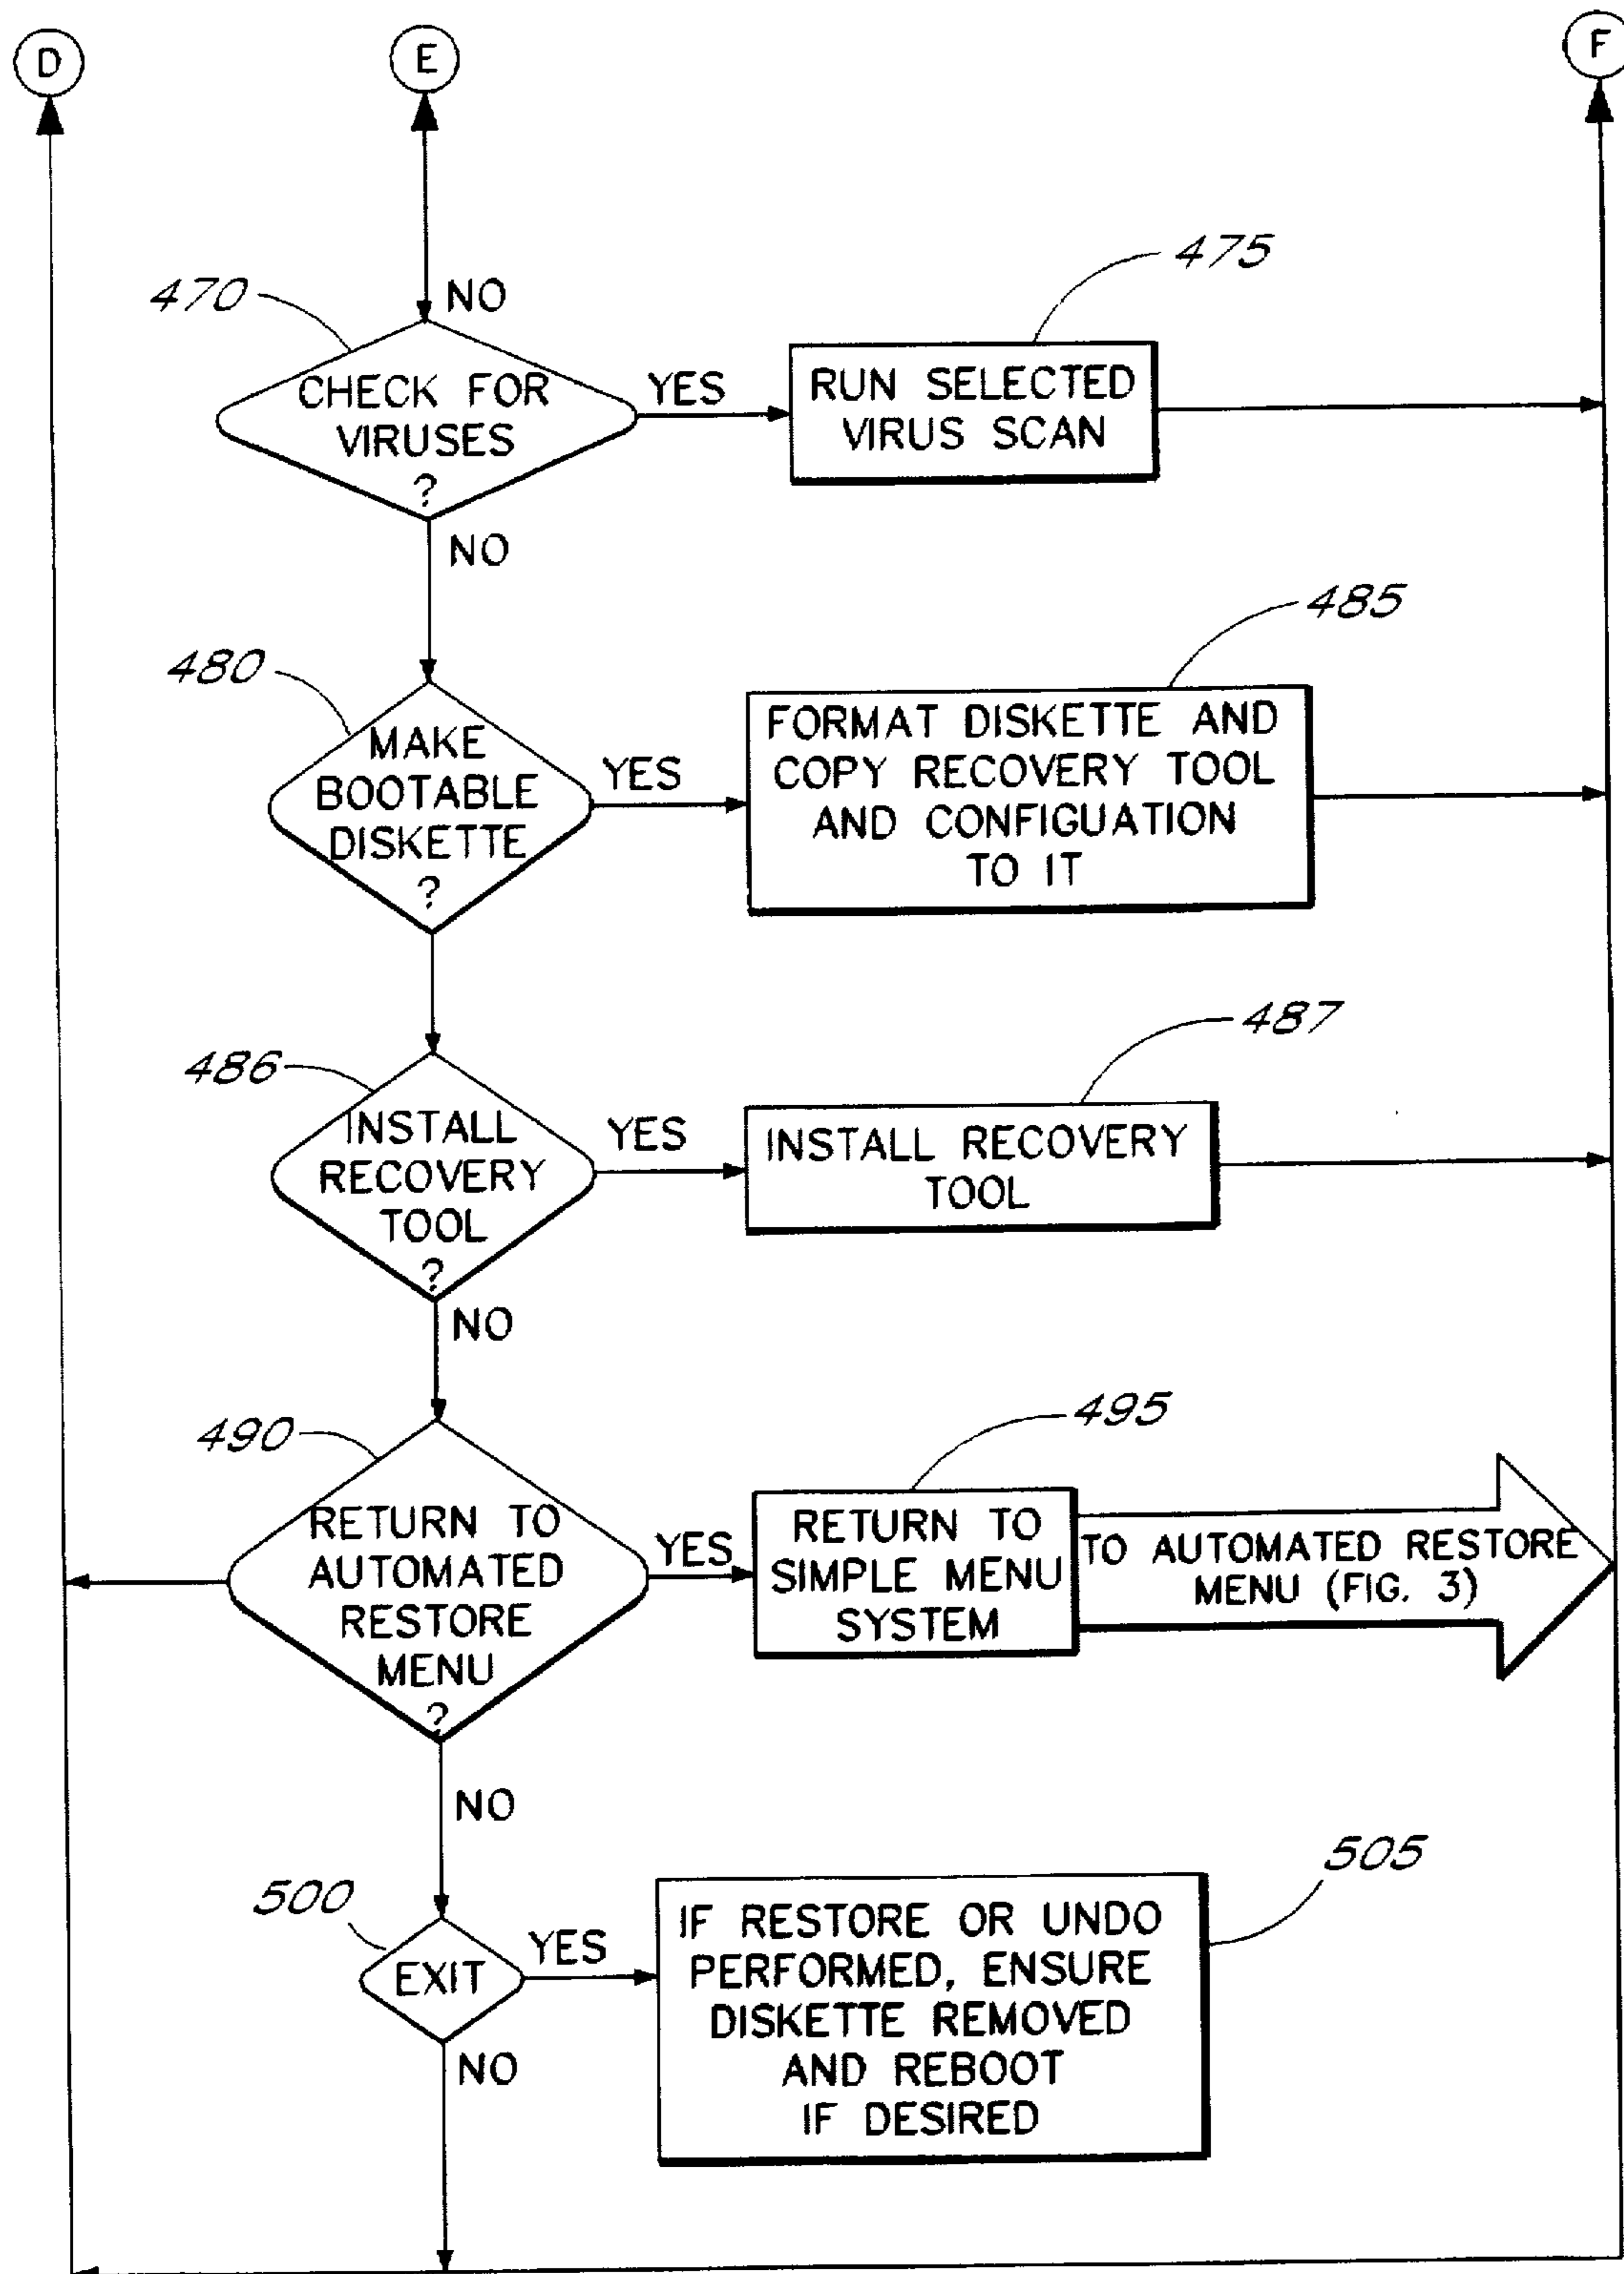 D
E
F
NO
470
475
CHECK FOR
VIRUSES
?
YES
RUN SELECTED
VIRUS SCAN
NO
480
485
MAKE
BOOTABLE
DISKETTE
?
YES
FORMAT DISKETTE AND
COPY RECOVERY TOOL
AND CONFIGUATION
TO IT
486
487
INSTALL
RECOVERY
TOOL
?
YES
INSTALL RECOVERY
TOOL
NO
490
495
RETURN TO
AUTOMATED
RESTORE
MENU
?
YES
RETURN TO
SIMPLE MENU
SYSTEM
TO AUTOMATED RESTORE
MENU (FIG. 3)
NO
500
505
EXIT
YES
IF RESTORE OR UNDO
PERFORMED, ENSURE
DISKETTE REMOVED
AND REBOOT
IF DESIRED
NO